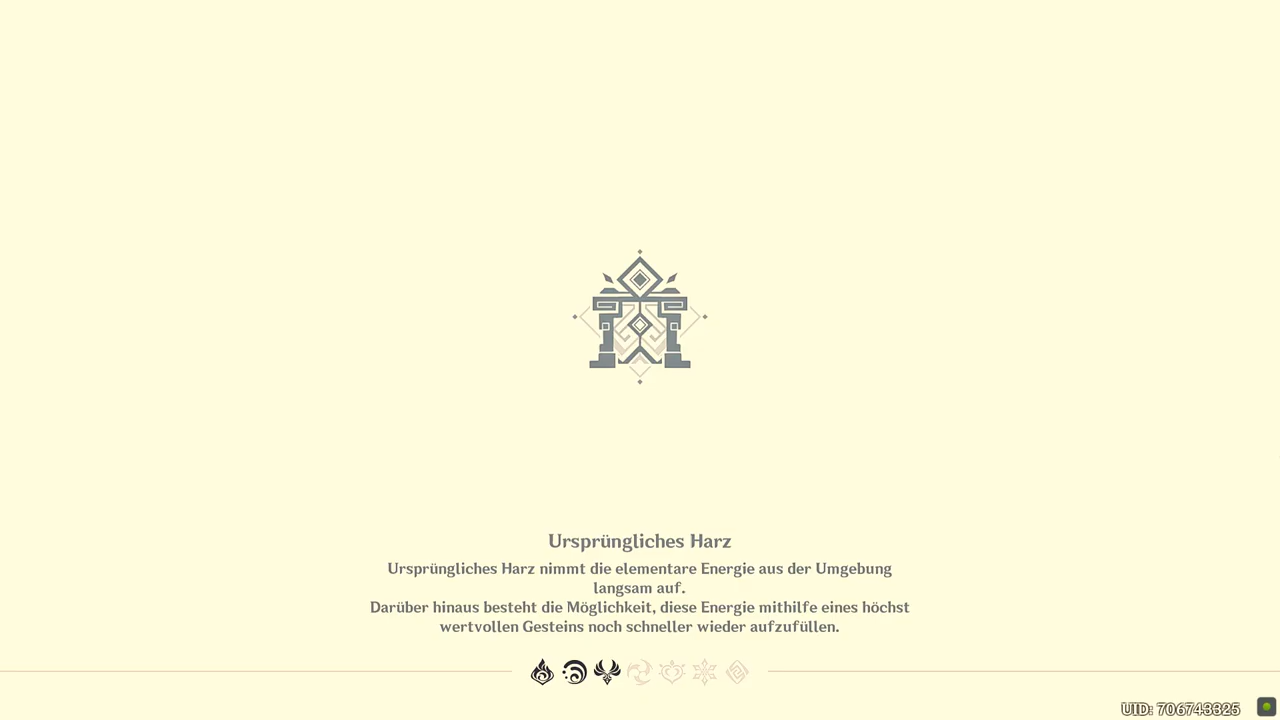 Ursprüngliches Harz
Ursprüngliches Harz nimmt die elementare Energie aus der Umgebung
langsam auf.
Darüber hinaus besteht die Möglichkeit, diese Energie mithilfe eines höchst
wertvollen Gesteins noch schneller wieder aufzufüllen.
UID: 706743325